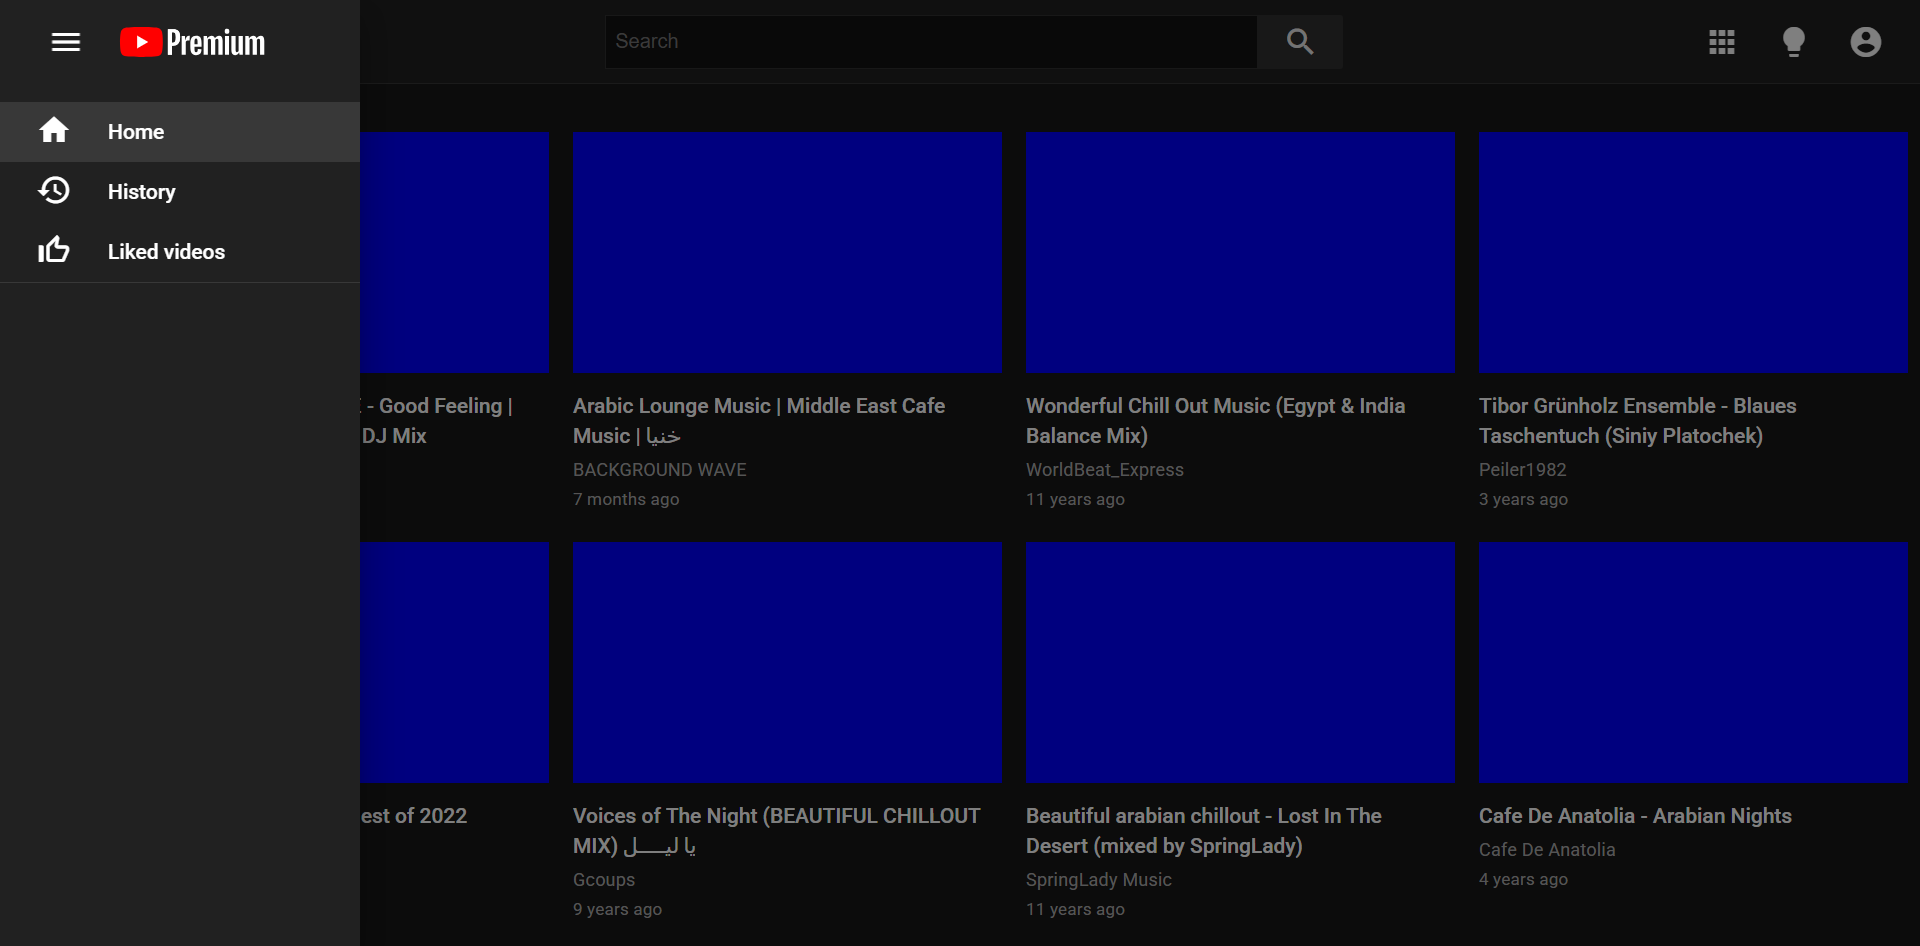 Premium
Search
Home
History
Liked videos
- Good Feeling |
DJ Mix
Arabic Lounge Music | Middle East Cafe
Music | خنيا
BACKGROUND WAVE
7 months ago
Wonderful Chill Out Music (Egypt & India
Balance Mix)
WorldBeat_Express
11 years ago
Tibor Grünholz Ensemble - Blaues
Taschentuch (Siniy Platochek)
Peiler1982
3 years ago
est of 2022
Voices of The Night (BEAUTIFUL CHILLOUT
MIX) يا ليـــــل
Gcoups
9 years ago
Beautiful arabian chillout - Lost In The
Desert (mixed by SpringLady)
SpringLady Music
11 years ago
Cafe De Anatolia - Arabian Nights
Cafe De Anatolia
4 years ago